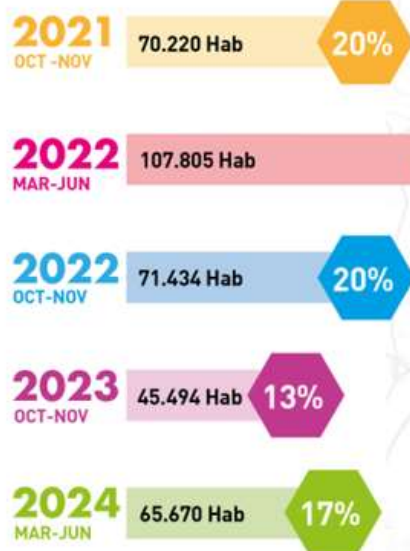 2021
OCT -NOV
70.220 Hab
20%
2022
MAR-JUN
107.805 Hab
2022
OCT-NOV
71.434 Hab
20%
2023
OCT-NOV
45.494 Hab
13%
2024
MAR-JUN
65.670 Hab
17%